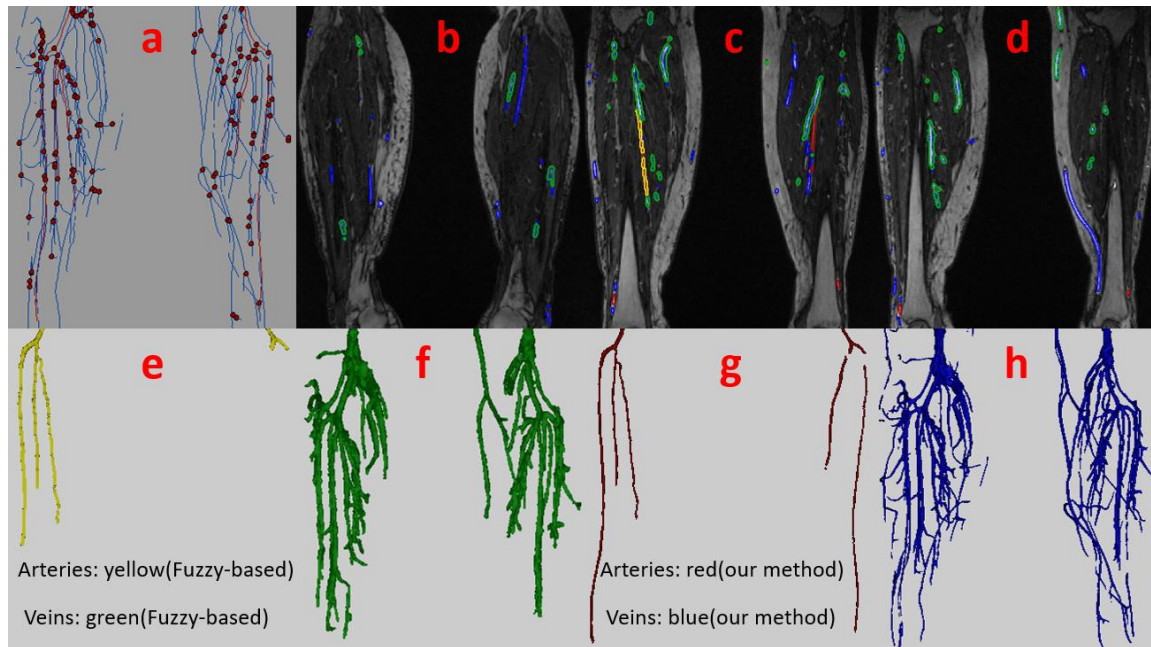 a
b
c
d
e
f
g
h
Arteries: yellow(Fuzzy-based)
Veins: green(Fuzzy-based)
Arteries: red(our method)
Veins: blue(our method)